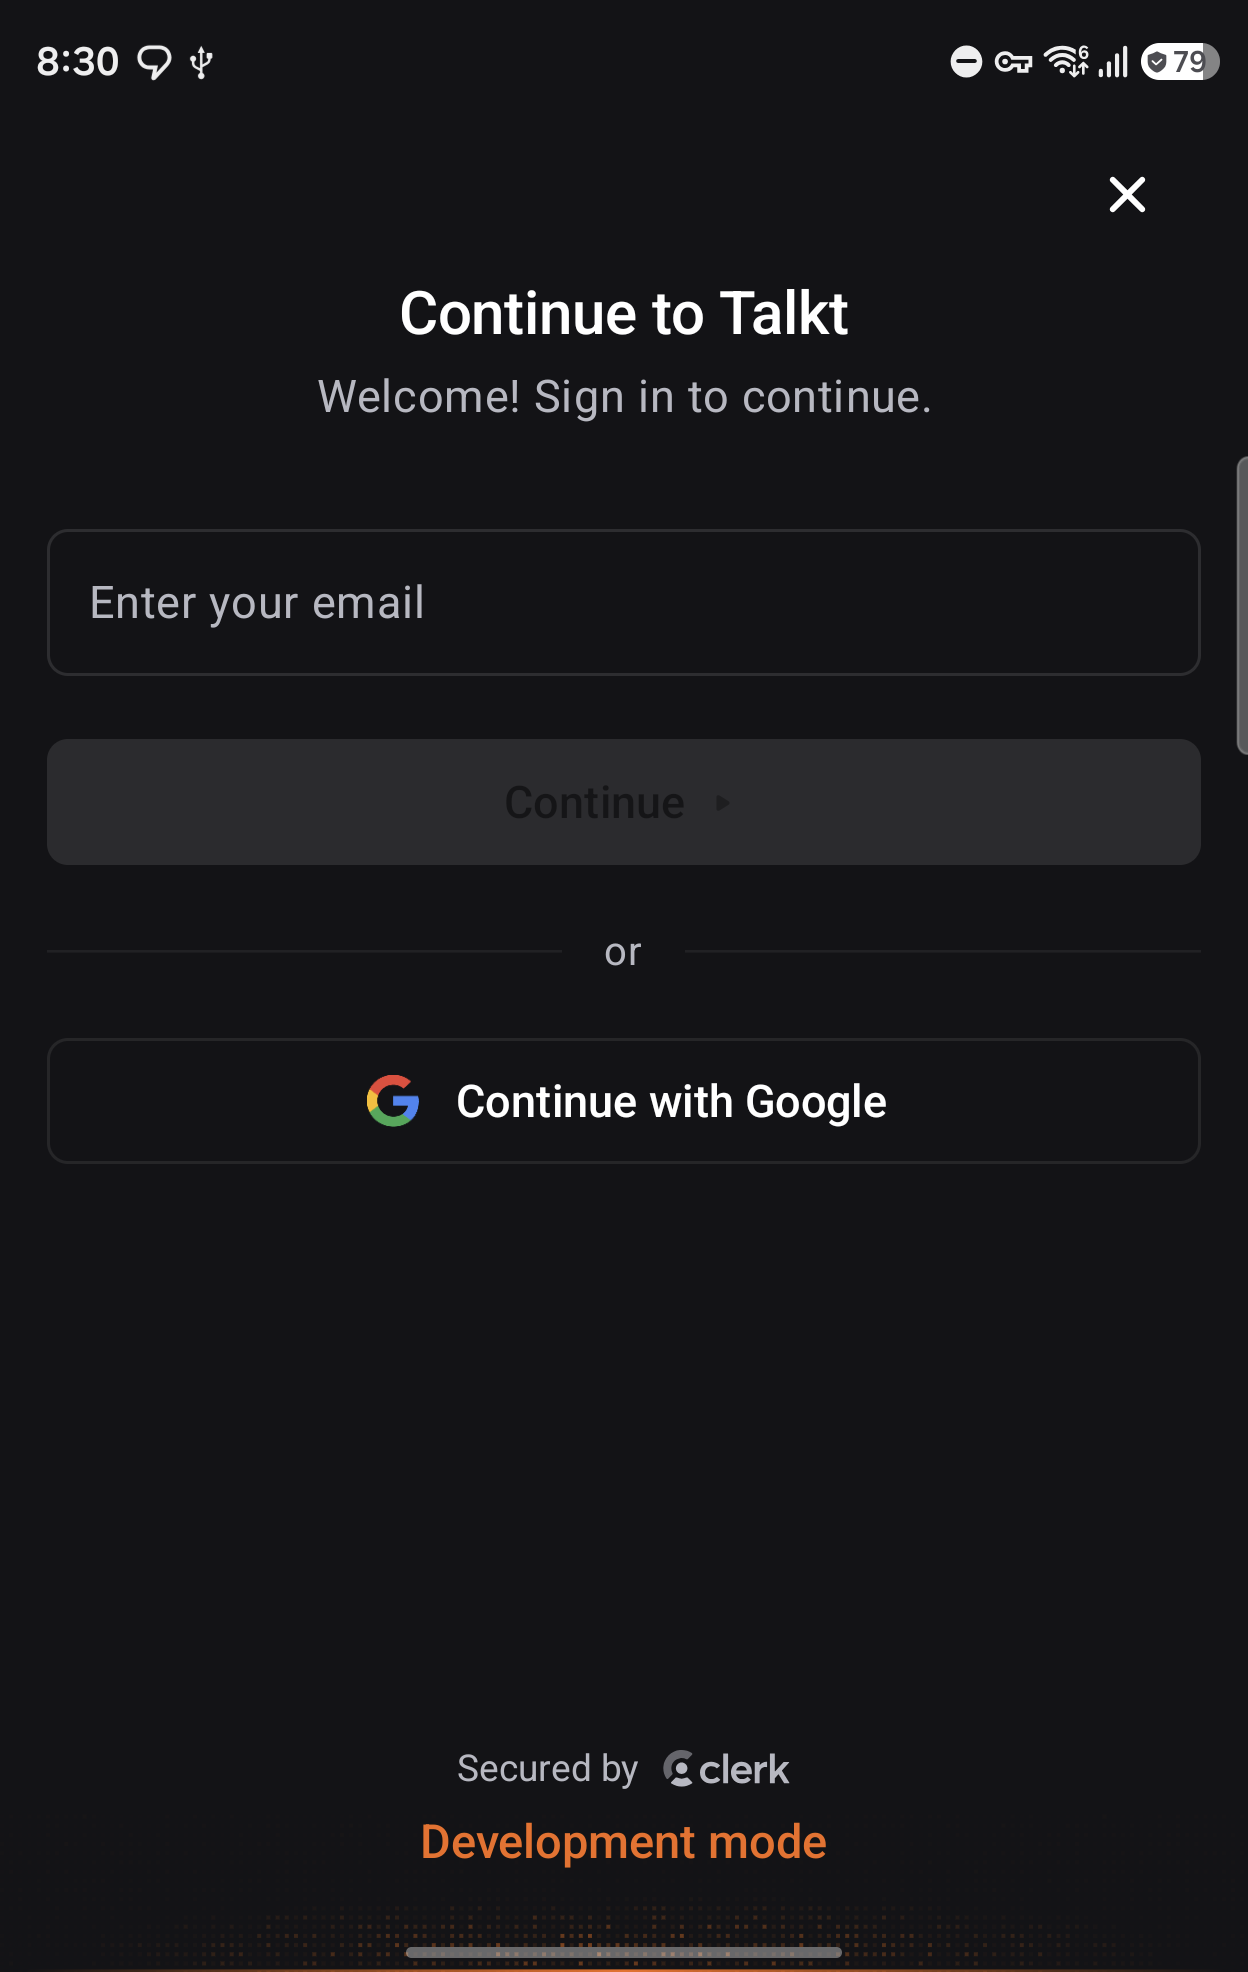 8:30
6
79
Continue to Talkt
Welcome! Sign in to continue.
Enter your email
Continue
or
Continue with Google
Secured by clerk
Development mode